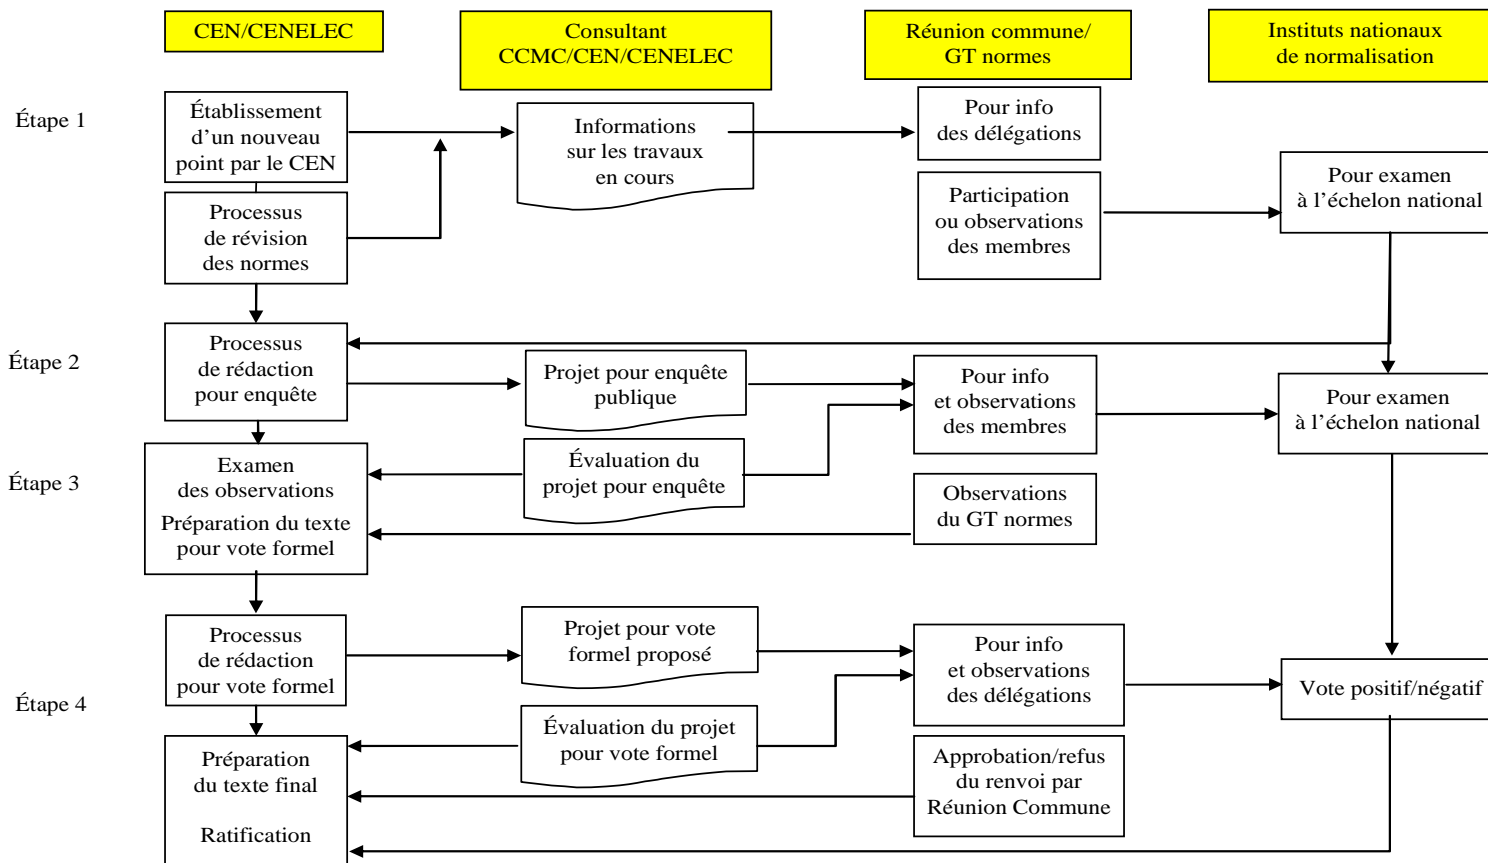 CEN/CENELEC
Consultant
CCMC/CEN/CENELEC
Réunion commune/
GT normes
Instituts nationaux
de normalisation
Étape 1
Établissement
d’un nouveau
point par le CEN
Informations
sur les travaux
en cours
Pour info
des délégations
Processus
de révision
des normes
Participation
ou observations
des membres
Pour examen
à l’échelon national
Étape 2
Processus
de rédaction
pour enquête
Projet pour enquête
publique
Pour info
et observations
des membres
Pour examen
à l’échelon national
Étape 3
Examen
des observations
Préparation du texte
pour vote formel
Évaluation du
projet pour enquête
Observations
du GT normes
Étape 4
Processus
de rédaction
pour vote formel
Projet pour vote
formel proposé
Pour info
et observations
des délégations
Vote positif/négatif
Préparation
du texte final
Ratification
Évaluation du projet
pour vote formel
Approbation/refus
du renvoi par
Réunion Commune